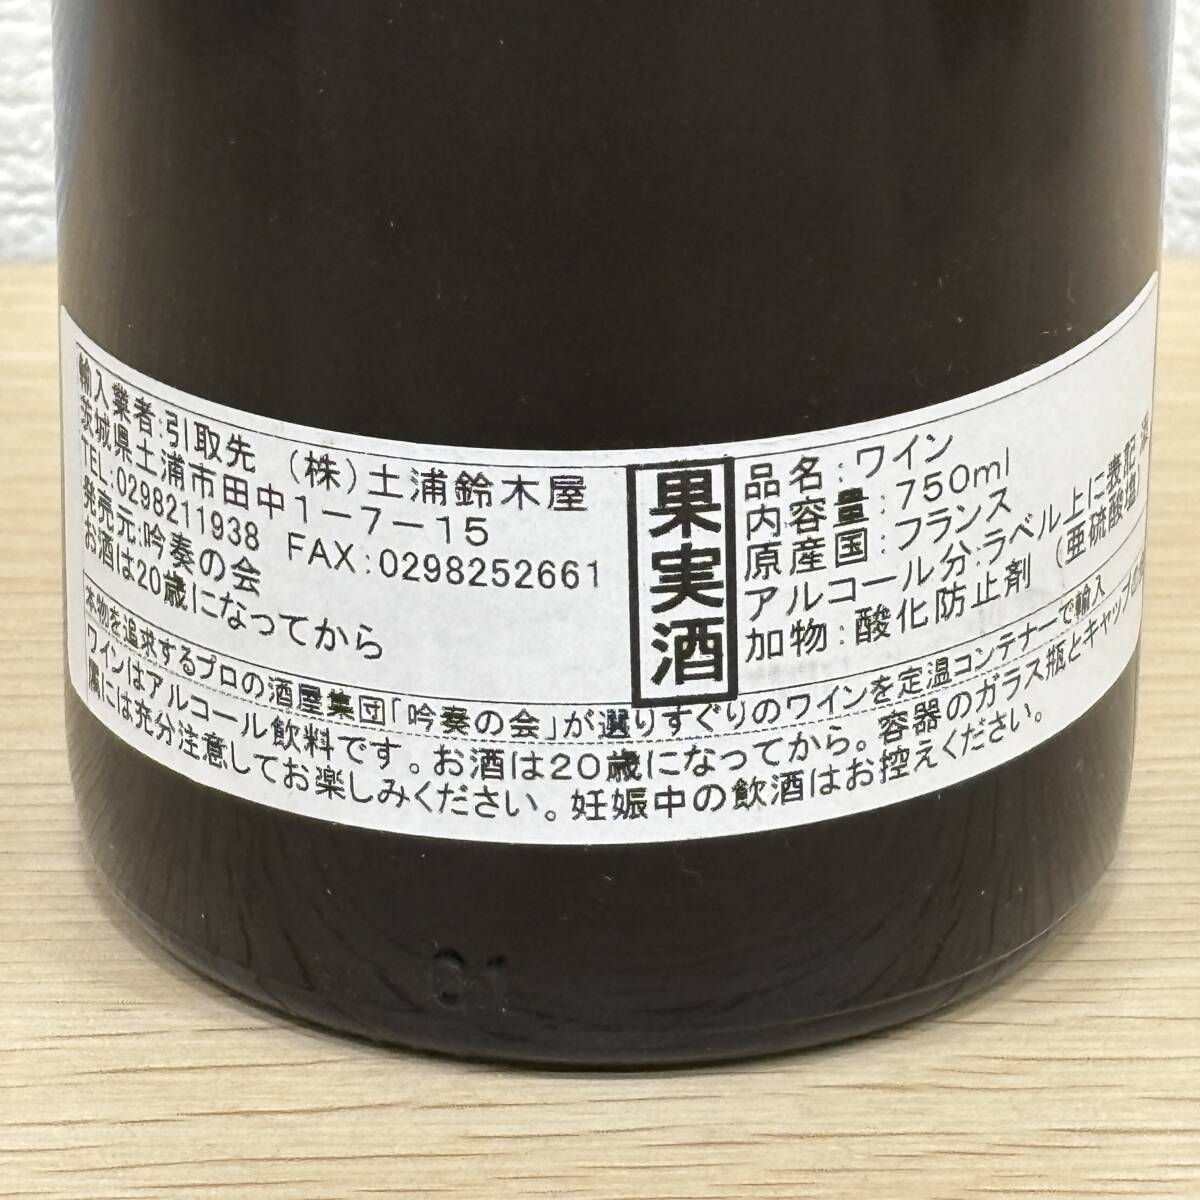 輸入業者:引取先 (株)土浦鈴木屋
茨城県土浦市田中1-7-15
TEL:0298211938 FAX:0298252661
発売元:吟奏の会
お酒は20歳になってから
果実酒
品名:ワイン
内容量:750ml
原産国:フランス
アルコール分:ラベル上に表記
加物:酸化防止剤(亜硫酸塩)
本物を追求するプロの酒屋集団「吟奏の会」が選りすぐりのワインを定温コンテナーで輸入
ワインはアルコール飲料です。お酒は20歳になってから。容器のガラス瓶とキャップ
には充分注意してお楽しみください。妊娠中の飲酒はお控えください。
01